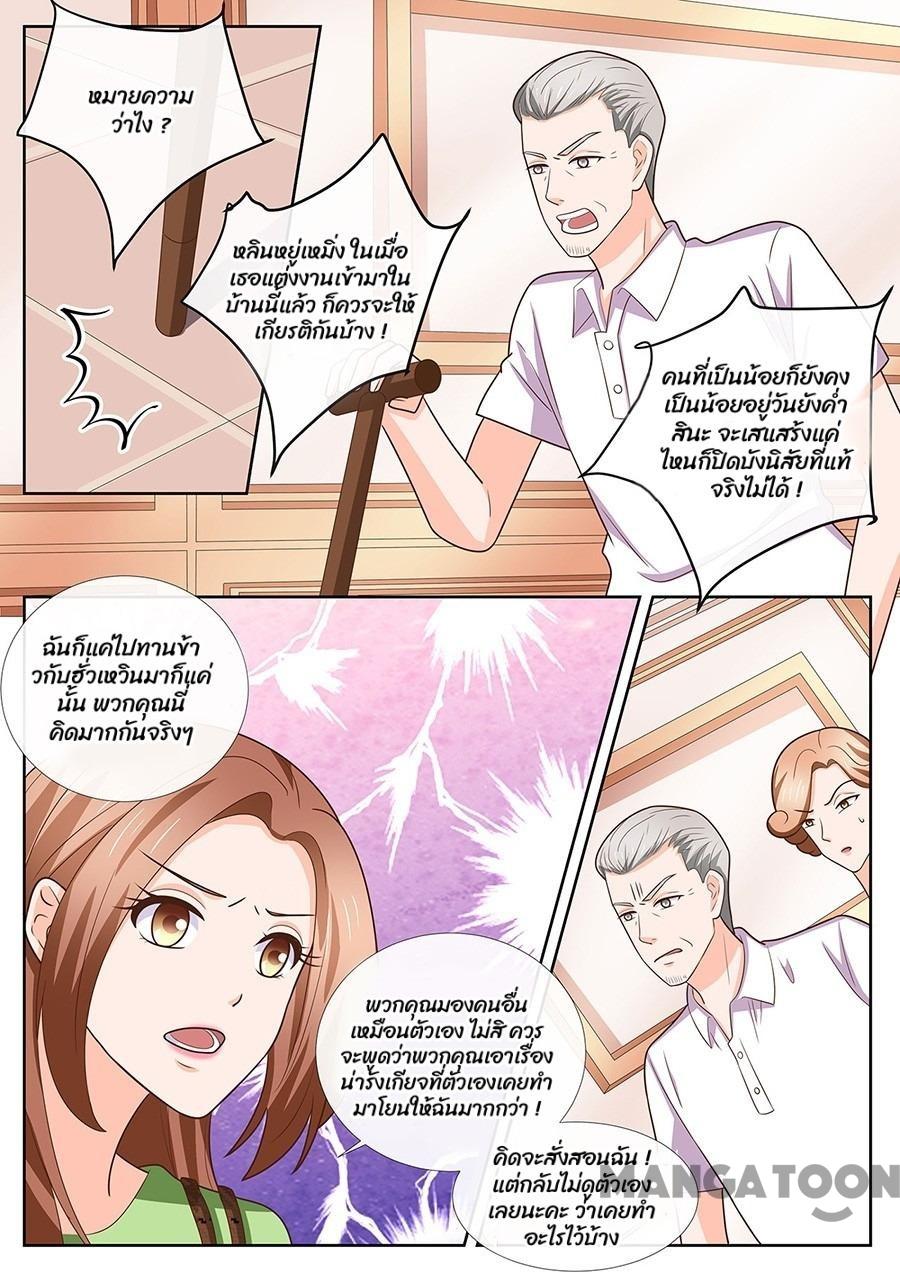 หมายความ
ว่าไง ?
หลินหยู่เหมิ่ง ในเมื่อ
เธอแต่งงานเข้ามาใน
บ้านนี้แล้ว ก็ควรจะให้
เกียรติกันบ้าง !
คนที่เป็นน้อยก็ยังคง
เป็นน้อยอยู่วันยังค่ำ
สินะ จะเสแสร้งแค่
ไหนก็ปิดบังนิสัยที่แท้
จริงไม่ได้ !
ฉันก็แค่ไปทานข้า
วกับฮั่วเหวินมาก็แค่
นั้น พวกคุณนี่
คิดมากกันจริงๆ
พวกคุณมองคนอื่น
เหมือนตัวเอง ไม่สิ ควร
จะพูดว่าพวกคุณเอาเรื่อง
น่ารังเกียจที่ตัวเองเคยทำ
มาโยนให้ฉันมากกว่า !
คิดจะสั่งสอนฉัน !
แต่กลับไม่ดูตัวเอง
เลยนะคะ ว่าเคยทำ
อะไรไว้บ้าง
MANGATOON